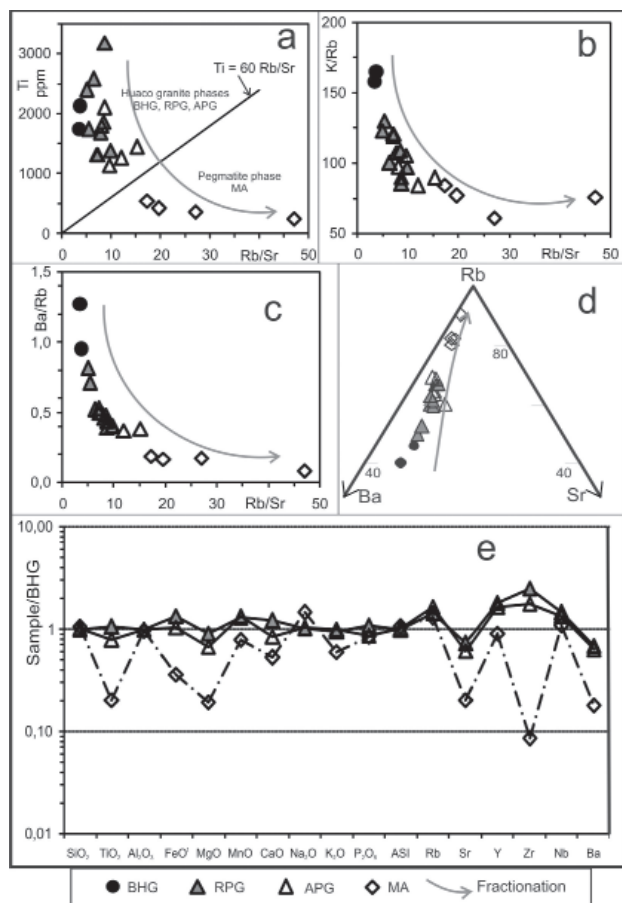 a
Ti
ppm
3000
2000
1000
0
Huaco granite phases
BHG, RPG, APG
Ti = 60 Rb/Sr
Pegmatite phase
MA
0 10 20 30 40 50
Rb/Sr
b
K/Rb
150
100
50
0 10 20 30 40 50
Rb/Sr
c
Ba/Rb
1,5
1,0
0,5
0,0
0 10 20 30 40 50
Rb/Sr
d
Rb
80
40
40
Ba
Sr
e
Sample/BHG
10,00
1
0,10
0,01
SiO₂ TiO₂ Al₂O₃ FeOᵗ MgO MnO CaO Na₂O K₂O P₂O₅ ASI Rb Sr Y Zr Nb Ba
BHG RPG APG MA Fractionation